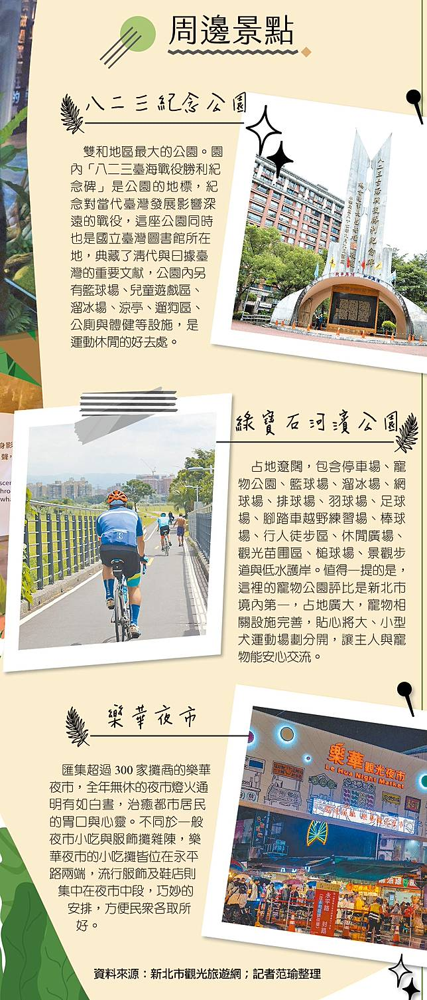 周邊景點
八二三紀念公園
雙和地區最大的公園。園
內「八二三臺海戰役勝利紀
念碑」是公園的地標，紀
念對當代臺灣發展影響深
遠的戰役，這座公園同時
也是國立臺灣圖書館所在
地，典藏了清代與日據臺
灣的重要文獻，公園內另
有籃球場、兒童遊戲區、
溜冰場、涼亭、遛狗區、
公廁與體健等設施，是
運動休閒的好去處。
八二三台海戰役勝利紀念碑
綠寶石河濱公園
占地遼闊，包含停車場、寵
物公園、籃球場、溜冰場、網
球場、排球場、羽球場、足球
場、腳踏車越野練習場、棒球
場、行人徒步區、休閒廣場、
觀光苗圃區、槌球場、景觀步
道與低水護岸。值得一提的是，
這裡的寵物公園評比是新北市
境內第一，占地廣大，寵物相
關設施完善，貼心將大、小型
犬運動場劃分開，讓主人與寵
物能安心交流。
身影
聲，
樂華夜市
匯集超過 300 家攤商的樂華
夜市，全年無休的夜市燈火通
明有如白晝，治癒都市居民
的胃口與心靈。不同於一般
夜市小吃與服飾攤雜陳，樂
華夜市的小吃攤皆位在永平
路兩端，流行服飾及鞋店則
集中在夜市中段，巧妙的
安排，方便民眾各取所
好。
樂華觀光夜市
Le Hua Night Market
永平路 封路
資料來源：新北市觀光旅遊網；記者范瑜整理